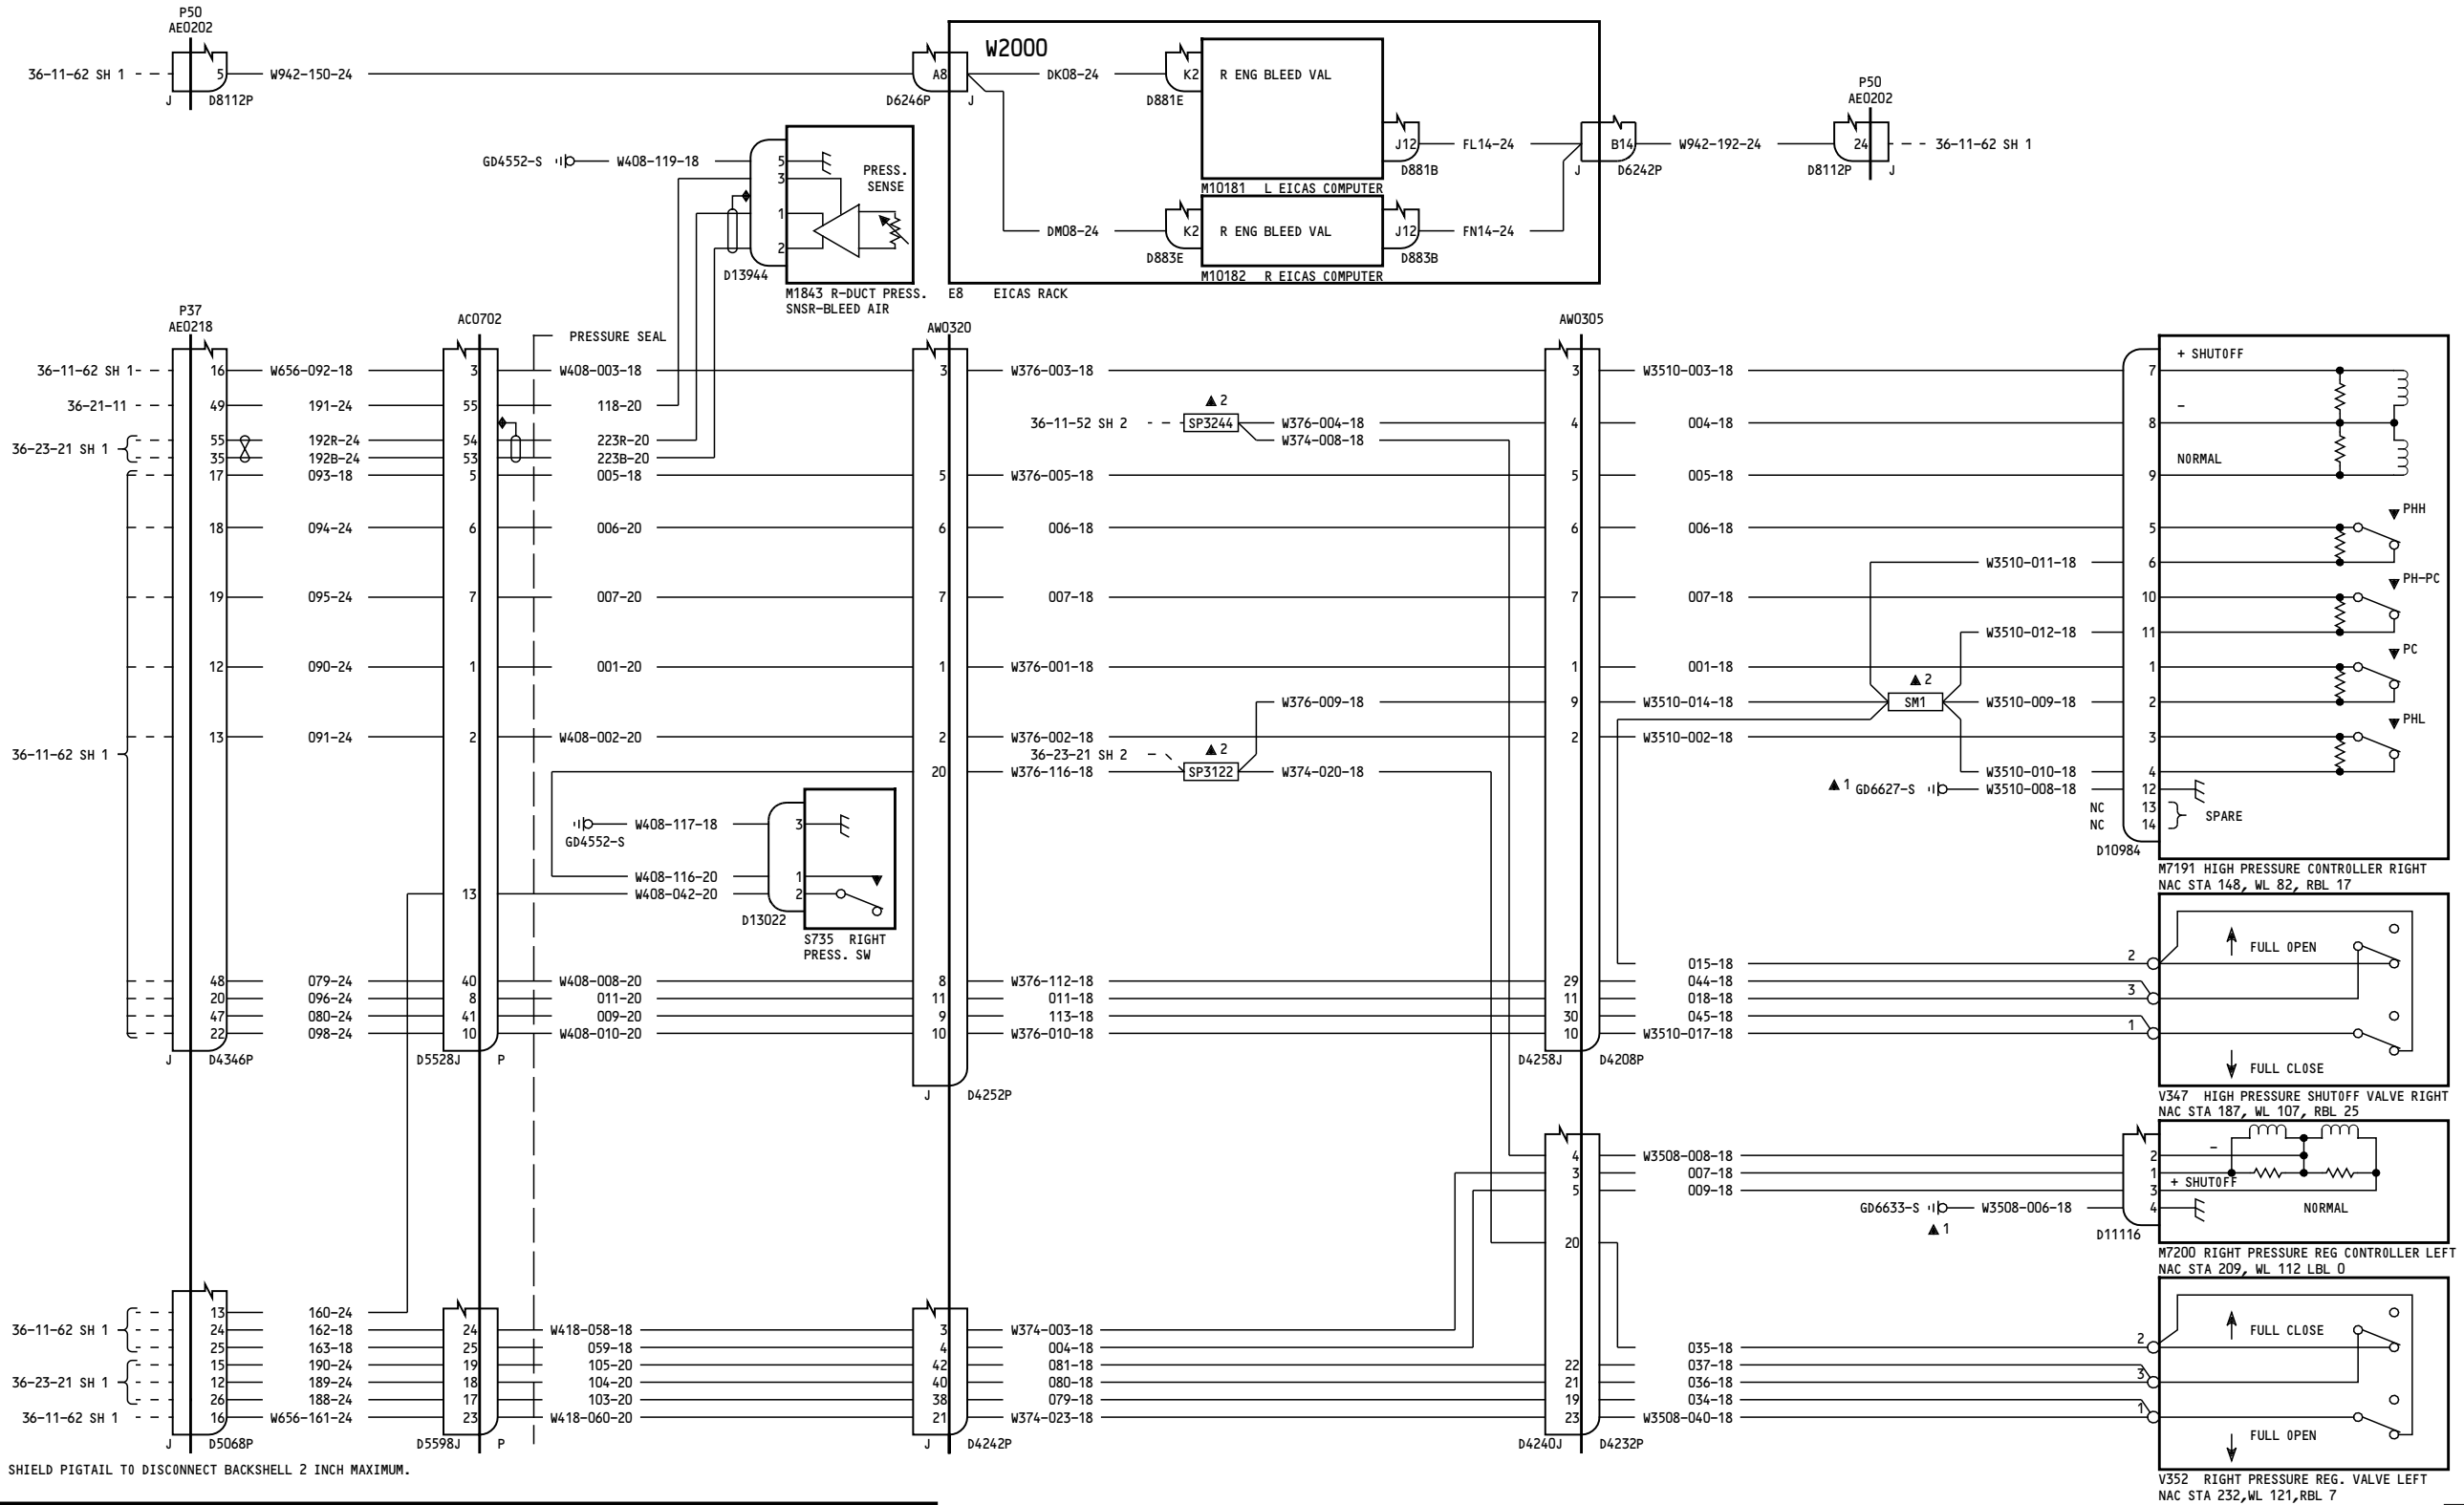 P50
AE0202
36-11-62 SH 1
5
W942-150-24
J
D8112P
A8
D6246P
J
W2000
DK08-24
K2
D881E
R ENG BLEED VAL
J12
D881B
FL14-24
M10181 L EICAS COMPUTER
DM08-24
K2
D883E
R ENG BLEED VAL
J12
D883B
FN14-24
M10182 R EICAS COMPUTER
E8 EICAS RACK
B14
J
D6242P
W942-192-24
P50
AE0202
24
D8112P
J
36-11-62 SH 1
GD4552-S
W408-119-18
5
3
1
2
PRESS.
SENSE
D13944
M1843 R-DUCT PRESS.
SNSR-BLEED AIR
P37
AE0218
AC0702
PRESSURE SEAL
AW0320
AW0305
36-11-62 SH 1
16 W656-092-18 3 W408-003-18 3 W376-003-18 3 W3510-003-18 7
+ SHUTOFF
36-21-11
49 191-24 55 118-20
▲ 2
36-11-52 SH 2 SP3244 W376-004-18 4 004-18 8
W374-008-18
–
36-23-21 SH 1
55 192R-24 54 223R-20
35 192B-24 53 223B-20
NORMAL
17 093-18 5 005-18 5 W376-005-18 5 005-18 9
18 094-24 6 006-20 6 006-18 6 006-18 5
▼ PHH
W3510-011-18 6
19 095-24 7 007-20 7 007-18 7 007-18 10
▼ PH-PC
W3510-012-18 11
12 090-24 1 001-20 1 W376-001-18 1 001-18 1
▼ PC
▲ 2
W376-009-18 9 W3510-014-18 SM1 W3510-009-18 2
13 091-24 2 W408-002-20 2 W376-002-18 2 W3510-002-18 3
▼ PHL
36-11-62 SH 1
36-23-21 SH 2
▲ 2
20 W376-116-18 SP3122 W374-020-18
W3510-010-18 4
▲ 1 GD6627-S W3510-008-18 12
NC 13
NC 14
SPARE
D10984
M7191 HIGH PRESSURE CONTROLLER RIGHT
NAC STA 148, WL 82, RBL 17
GD4552-S
W408-117-18 3
W408-116-20 1
13 W408-042-20 2
D13022
S735 RIGHT
PRESS. SW
2
015-18
FULL OPEN
48 079-24 40 W408-008-20 8 W376-112-18 29 044-18
20 096-24 8 011-20 11 011-18 11 018-18 3
47 080-24 41 009-20 9 113-18 30 045-18
22 098-24 10 W408-010-20 10 W376-010-18 10 W3510-017-18 1
J D4346P
D5528J P
J D4252P
D4258J D4208P
FULL CLOSE
V347 HIGH PRESSURE SHUTOFF VALVE RIGHT
NAC STA 187, WL 107, RBL 25
4 W3508-008-18 2
–
3 007-18 1
+ SHUTOFF
5 009-18 3
GD6633-S W3508-006-18 4
NORMAL
▲ 1
D11116
20
M7200 RIGHT PRESSURE REG CONTROLLER LEFT
NAC STA 209, WL 112 LBL 0
36-11-62 SH 1
13 160-24
24 162-18 24 W418-058-18 3 W374-003-18
FULL CLOSE
25 163-18 25 059-18 4 004-18 035-18 2
36-23-21 SH 1
15 190-24 19 105-20 42 081-18 22 037-18
12 189-24 18 104-20 40 080-18 21 036-18 3
26 188-24 17 103-20 38 079-18 19 034-18
36-11-62 SH 1
16 W656-161-24 23 W418-060-20 21 W374-023-18 23 W3508-040-18 1
J D5068P
D5598J P
J D4242P
D4240J D4232P
FULL OPEN
V352 RIGHT PRESSURE REG. VALVE LEFT
NAC STA 232,WL 121,RBL 7
SHIELD PIGTAIL TO DISCONNECT BACKSHELL 2 INCH MAXIMUM.